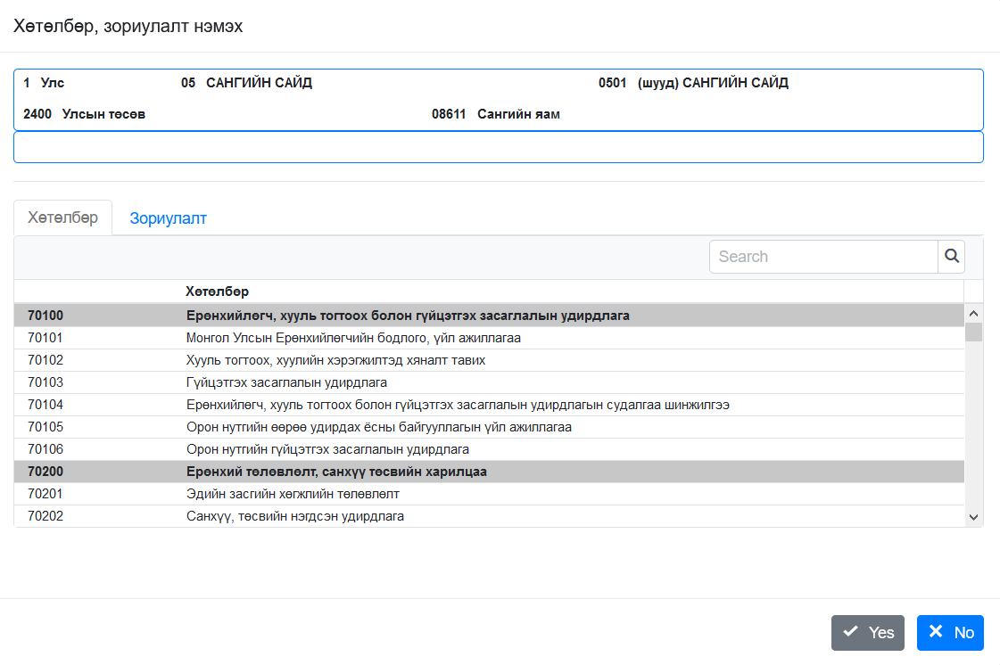 Хөтөлбөр, зориулалт нэмэх
1 Улс 05 САНГИЙН САЙД 0501 (шууд) САНГИЙН САЙД
2400 Улсын төсөв 08611 Сангийн яам
Хөтөлбөр Зориулалт
Search
Хөтөлбөр
70100 Ерөнхийлөгч, хууль тогтоох болон гүйцэтгэх засаглалын удирдлага
70101 Монгол Улсын Ерөнхийлөгчийн бодлого, үйл ажиллагаа
70102 Хууль тогтоох, хуулийн хэрэгжилтэд хяналт тавих
70103 Гүйцэтгэх засаглалын удирдлага
70104 Ерөнхийлөгч, хууль тогтоох болон гүйцэтгэх засаглалын удирдлагын судалгаа шинжилгээ
70105 Орон нутгийн өөрөө удирдах ёсны байгууллагын үйл ажиллагаа
70106 Орон нутгийн гүйцэтгэх засаглалын удирдлага
70200 Ерөнхий төлөвлөлт, санхүү төсвийн харилцаа
70201 Эдийн засгийн хөгжлийн төлөвлөлт
70202 Санхүү, төсвийн нэгдсэн удирдлага
Yes No